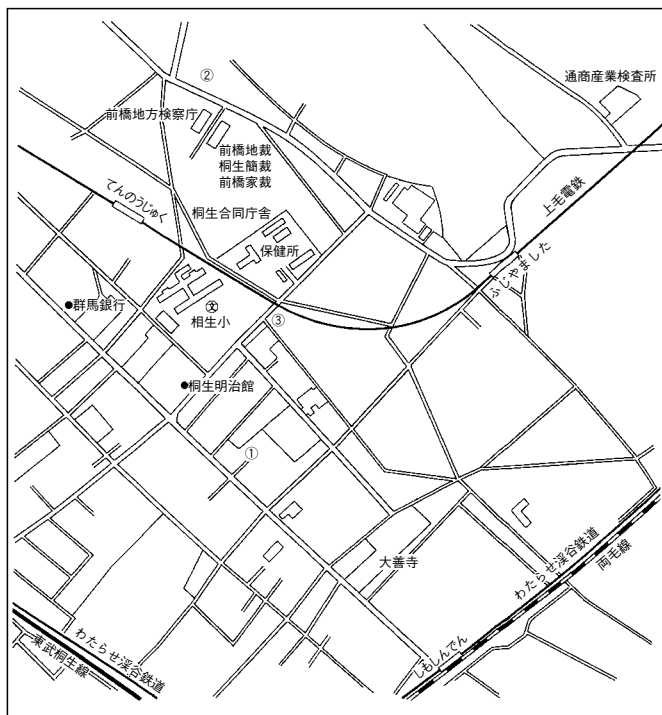 ②
通商産業検査所
前橋地方検察庁
前橋地裁
桐生簡裁
前橋家裁
てんのうじゅく
桐生合同庁舎
上毛電鉄
保健所
ふじやました
群馬銀行
文
相生小
③
桐生明治館
①
大善寺
わたらせ渓谷鉄道
両毛線
しもしんでん
わたらせ渓谷鉄道
東武桐生線